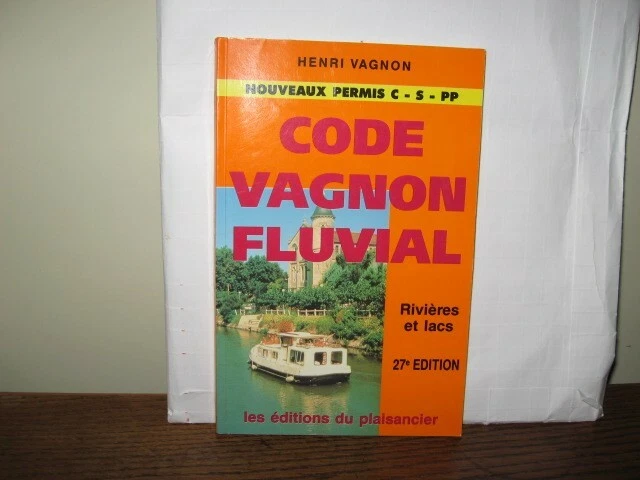 HENRI VAGNON
NOUVEAUX PERMIS C - S - PP
CODE
VAGNON
FLUVIAL
Rivières
et lacs
27e EDITION
les éditions du plaisancier